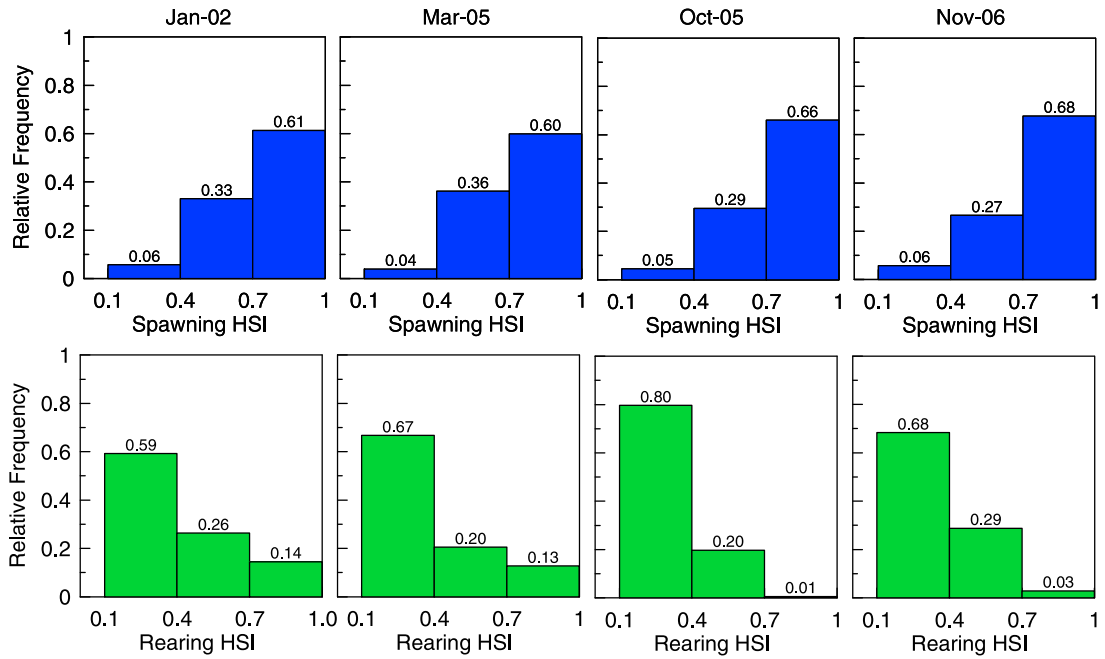 Jan-02 Mar-05 Oct-05 Nov-06
Relative Frequency
1
0.8
0.6
0.4
0.2
0
0.06 0.33 0.61
0.04 0.36 0.60
0.05 0.29 0.66
0.06 0.27 0.68
0.1 0.4 0.7 1 0.1 0.4 0.7 1 0.1 0.4 0.7 1 0.1 0.4 0.7 1
Spawning HSI Spawning HSI Spawning HSI Spawning HSI
Relative Frequency
1
0.8
0.6
0.4
0.2
0
0.59 0.26 0.14
0.67 0.20 0.13
0.80 0.20 0.01
0.68 0.29 0.03
0.1 0.4 0.7 1.0 0.1 0.4 0.7 1 0.1 0.4 0.7 1 0.1 0.4 0.7 1
Rearing HSI Rearing HSI Rearing HSI Rearing HSI